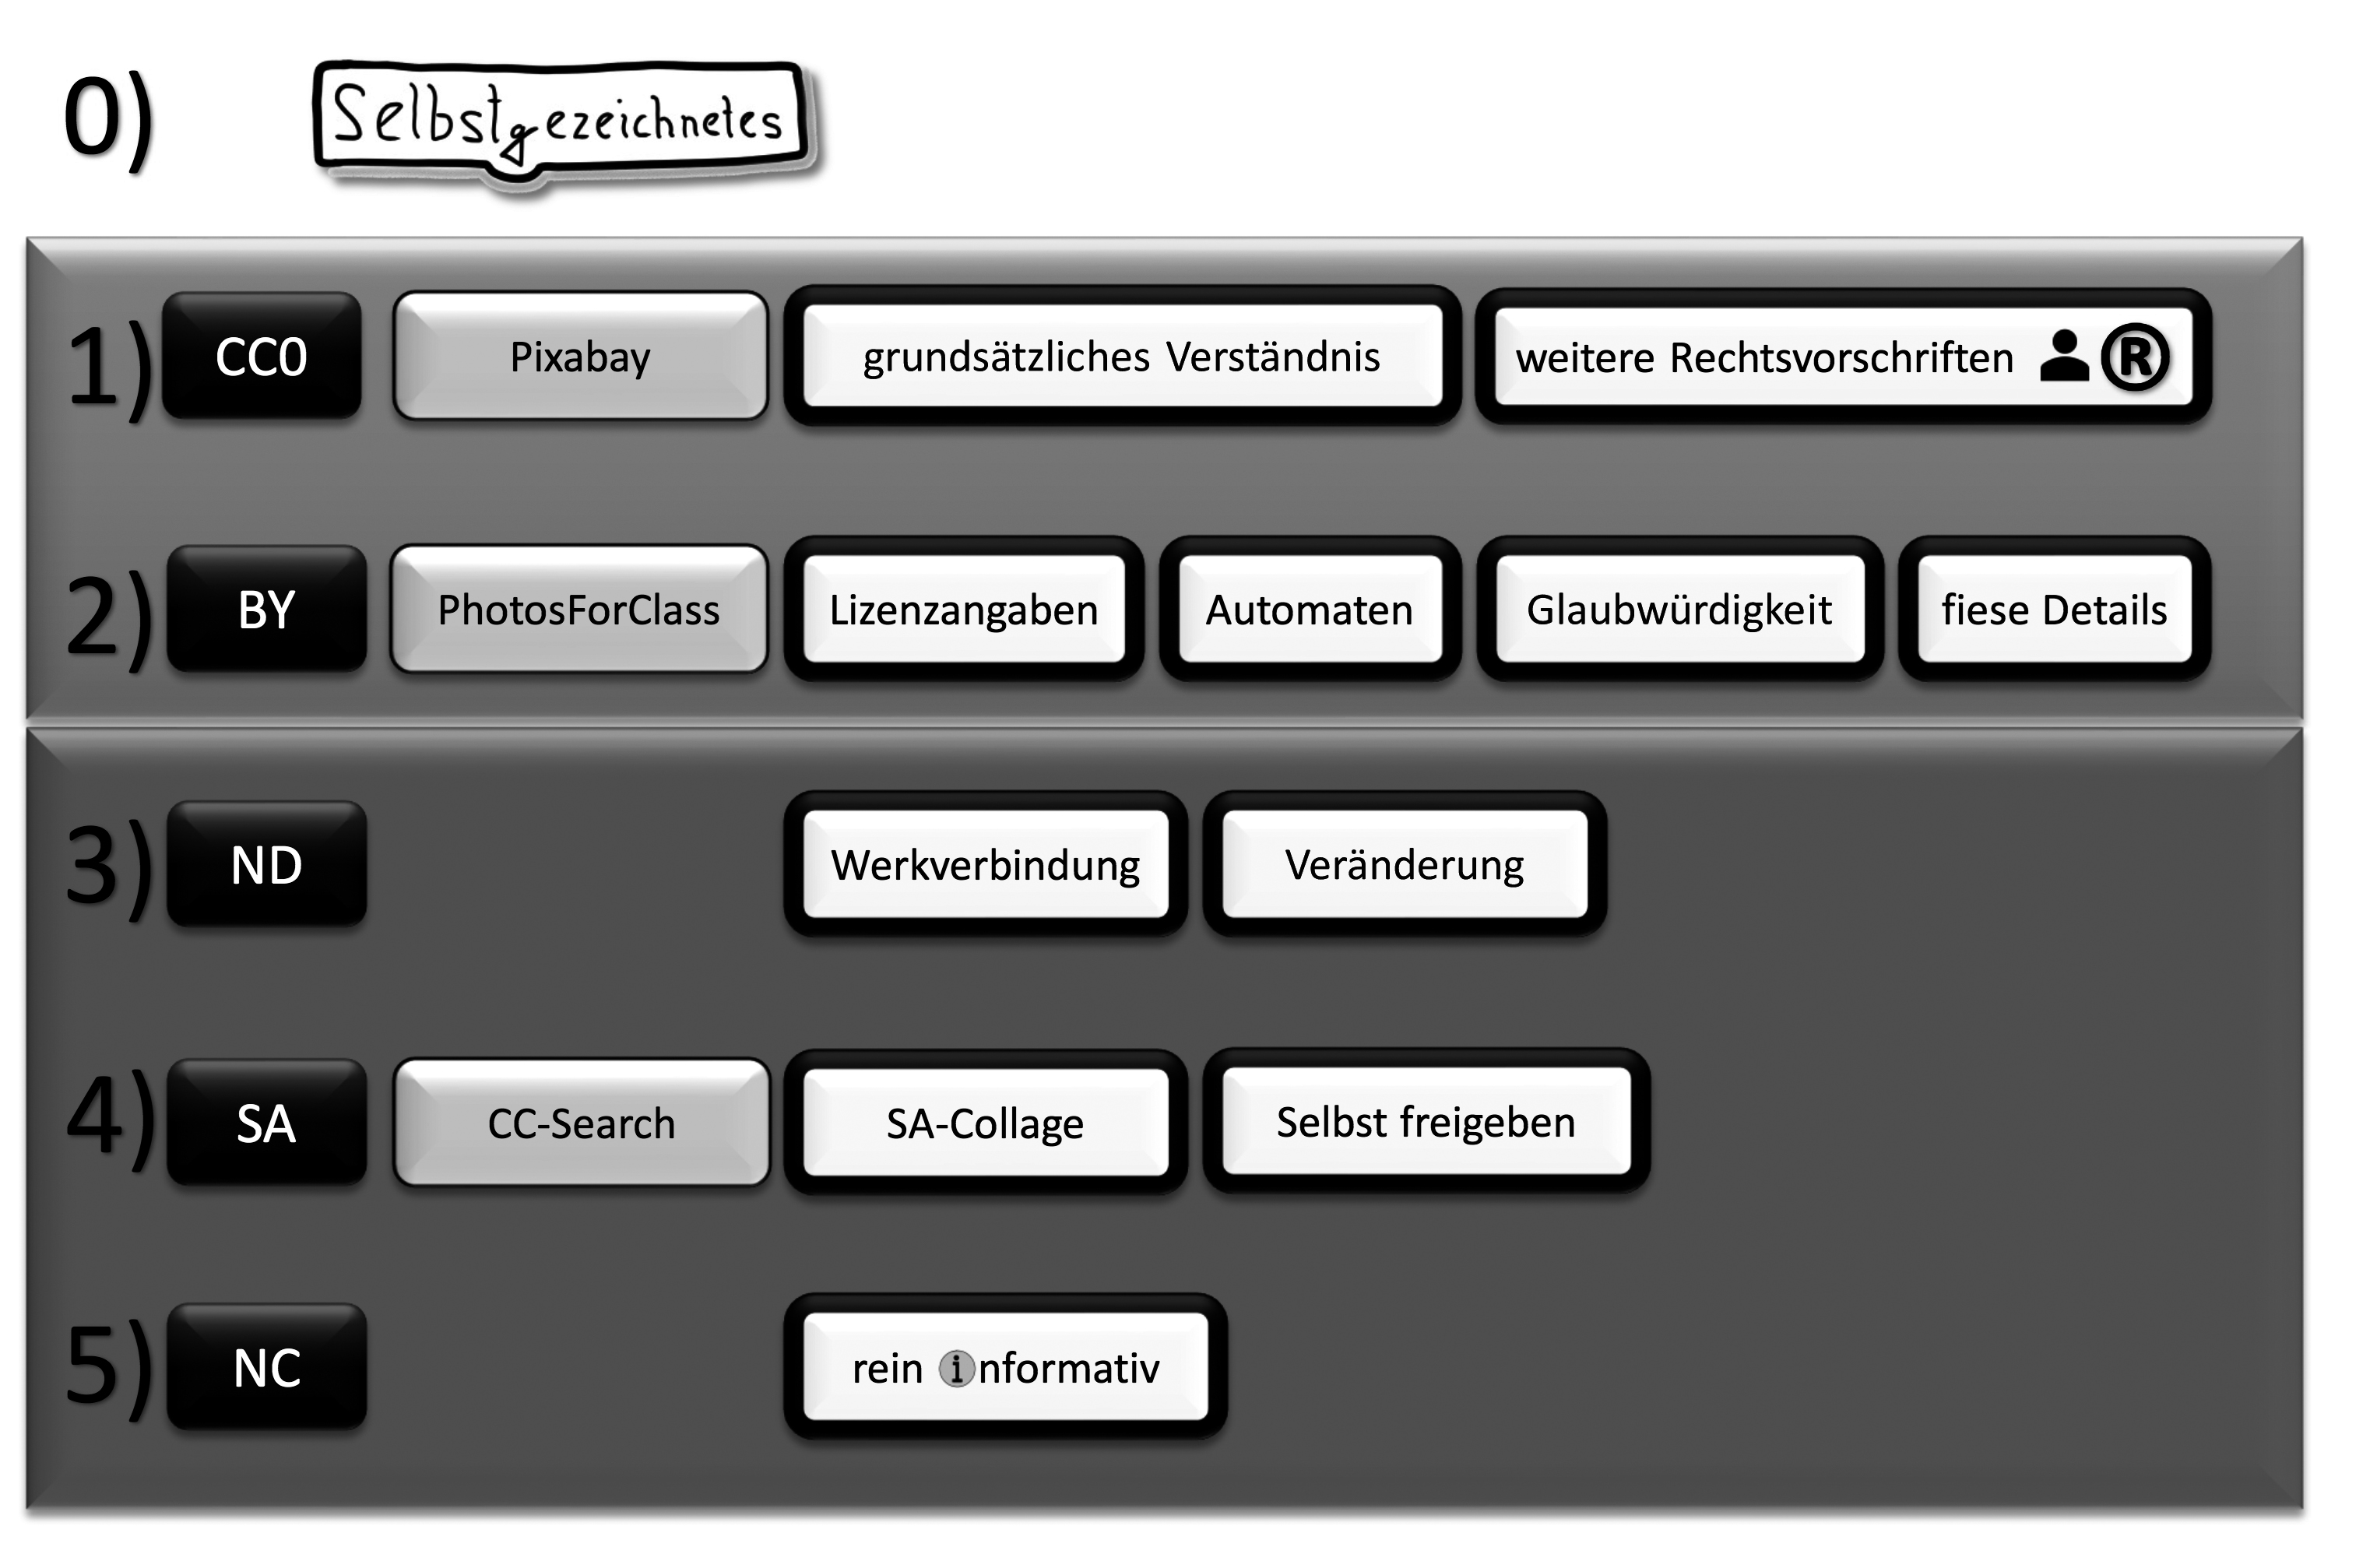 0) Selbstgezeichnetes
1) CC0 Pixabay grundsätzliches Verständnis weitere Rechtsvorschriften ®
2) BY PhotosForClass Lizenzangaben Automaten Glaubwürdigkeit fiese Details
3) ND Werkverbindung Veränderung
4) SA CC-Search SA-Collage Selbst freigeben
5) NC rein informativ